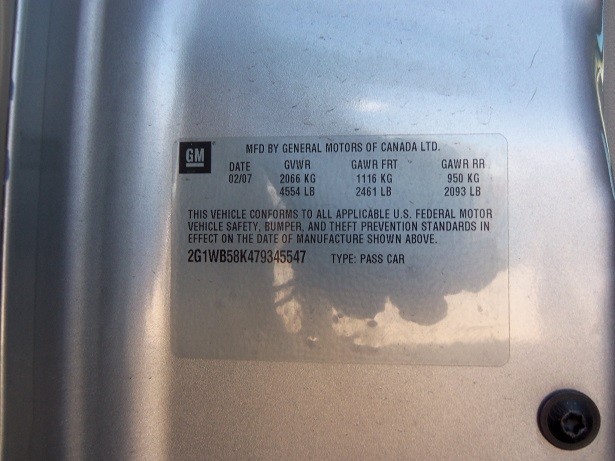 GM
MFD BY GENERAL MOTORS OF CANADA LTD.
DATE GVWR GAWR FRT GAWR RR
02/07 2066 KG 1116 KG 950 KG
4554 LB 2461 LB 2093 LB
THIS VEHICLE CONFORMS TO ALL APPLICABLE U.S. FEDERAL MOTOR
VEHICLE SAFETY, BUMPER, AND THEFT PREVENTION STANDARDS IN
EFFECT ON THE DATE OF MANUFACTURE SHOWN ABOVE.
2G1WB58K479345547 TYPE: PASS CAR